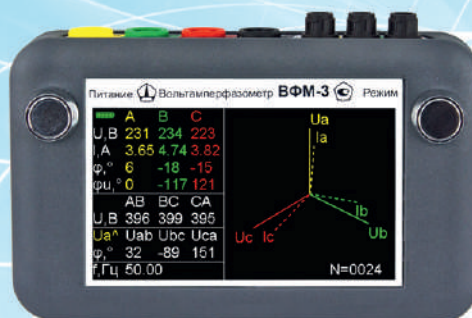 Питание Вольтамперфазометр ВФМ-3 Режим
A B C
U,В 231 234 223
I,А 3.65 4.74 3.82
φ,° 6 -18 -15
φu,° 0 -117 121
AB BC CA
U,В 396 399 395
Ua^ Uab Ubc Uca
φ,° 32 -89 151
f,Гц 50.00
Ua
Ia
Ib
Ub
Uc Ic
N=0024